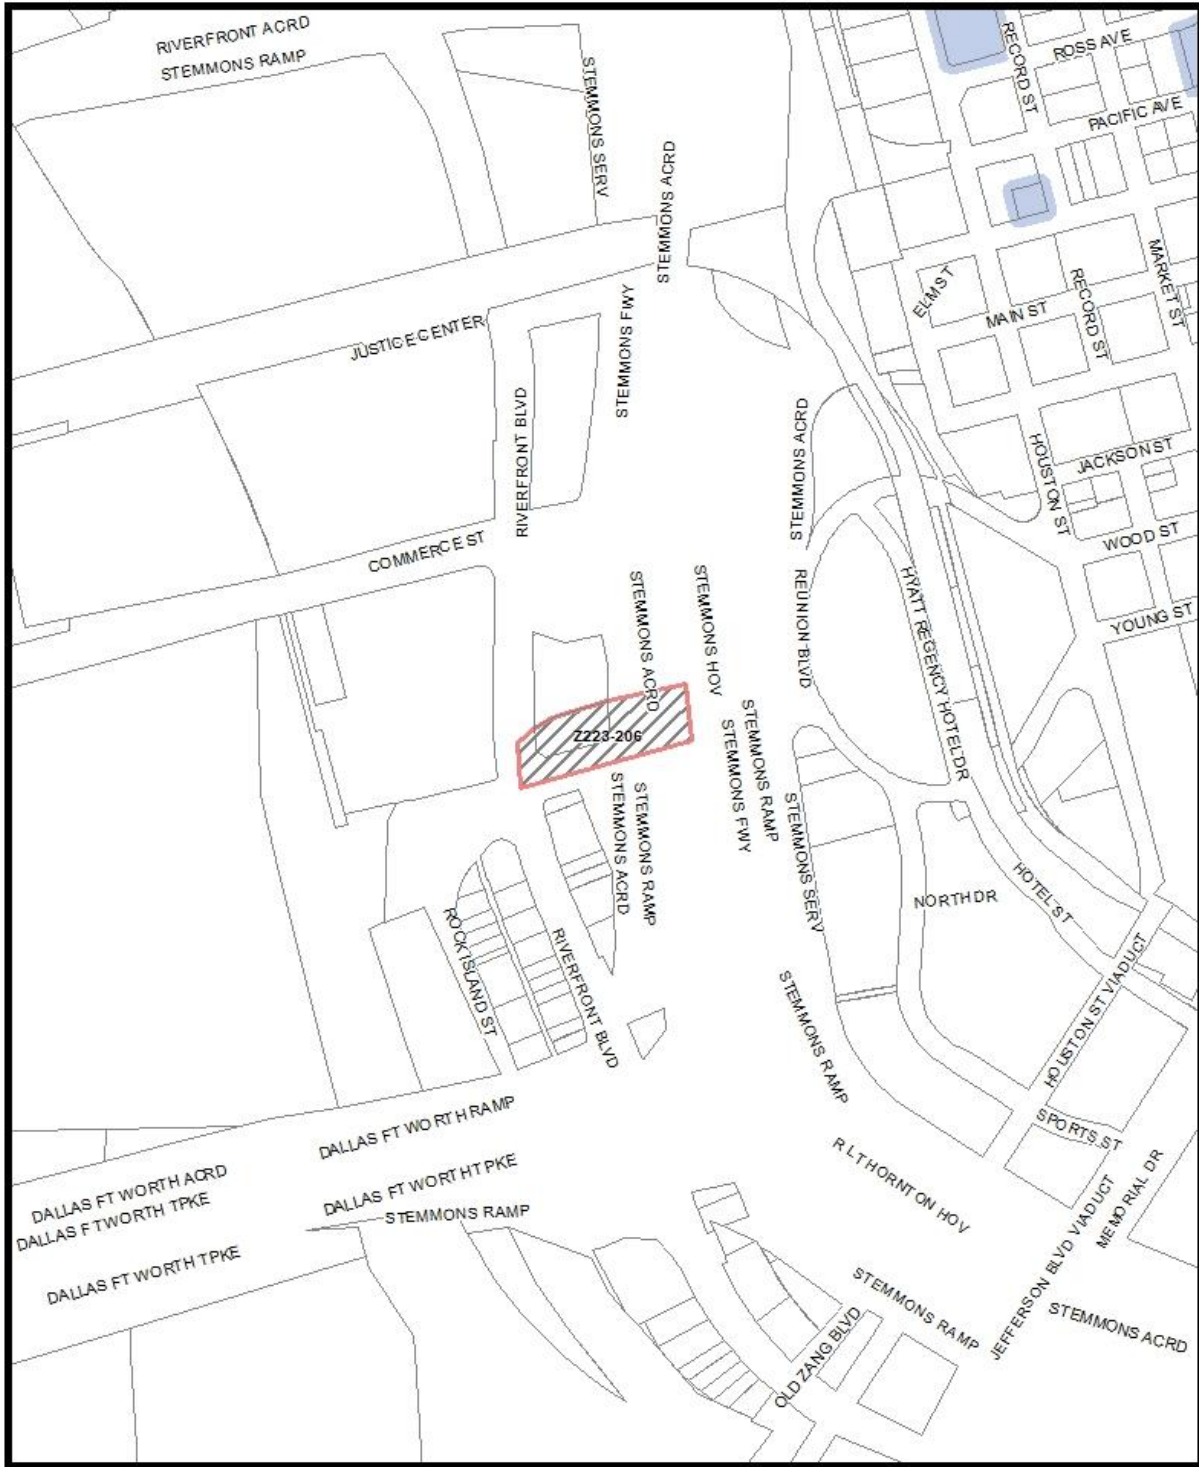 RIVERFRONT ACRD
STEMMONS RAMP
STEMMONS SERV
STEMMONS ACRD
RECORD ST
ROSS AVE
PACIFIC AVE
JUSTICE CENTER
STEMMONS FWY
ELM ST
MAIN ST
RECORD ST
MARKET ST
RIVERFRONT BLVD
STEMMONS ACRD
HOUSTON ST
JACKSON ST
WOOD ST
YOUNG ST
COMMERCE ST
STEMMONS ACRD
STEMMONS HOV
REUNION BLVD
HYATT REGENCY HOTEL DR
Z223-206
STEMMONS RAMP
STEMMONS FWY
STEMMONS ACRD
STEMMONS RAMP
STEMMONS SERV
NORTH DR
HOTEL ST
ROCK ISLAND ST
RIVERFRONT BLVD
STEMMONS RAMP
HOUSTON ST VIADUCT
SPORTS ST
DALLAS FT WORTH RAMP
DALLAS FT WORTH ACRD
DALLAS FT WORTH TPKE
DALLAS FT WORTH TPKE
STEMMONS RAMP
DALLAS FT WORTH TPKE
R L THORNTON HOV
JEFFERSON BLVD VIADUCT
MEMORIAL DR
STEMMONS RAMP
STEMMONS ACRD
OLD ZANG BLVD